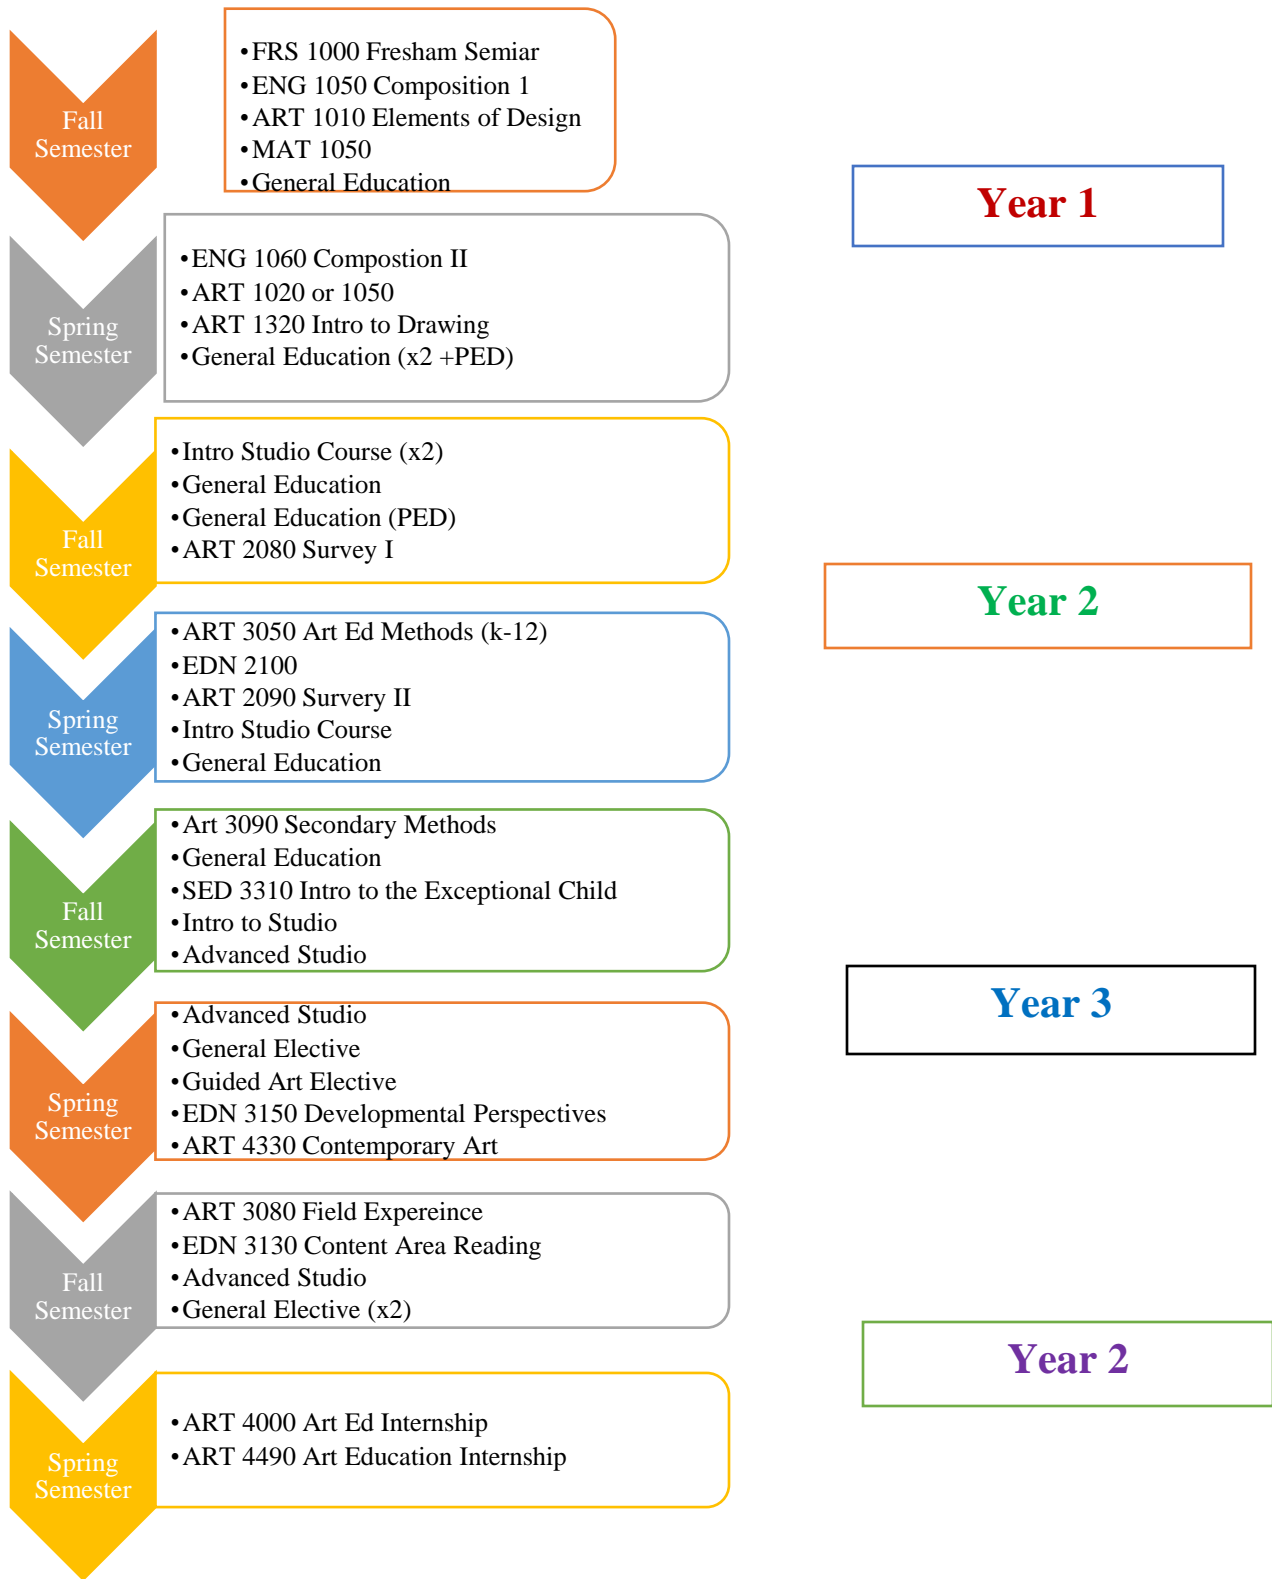 Fall
Semester
•FRS 1000 Fresham Semiar
•ENG 1050 Composition 1
•ART 1010 Elements of Design
•MAT 1050
•General Education
Year 1
Spring
Semester
•ENG 1060 Compostion II
•ART 1020 or 1050
•ART 1320 Intro to Drawing
•General Education (x2 +PED)
Fall
Semester
•Intro Studio Course (x2)
•General Education
•General Education (PED)
•ART 2080 Survey I
Year 2
Spring
Semester
•ART 3050 Art Ed Methods (k-12)
•EDN 2100
•ART 2090 Survery II
•Intro Studio Course
•General Education
Fall
Semester
•Art 3090 Secondary Methods
•General Education
•SED 3310 Intro to the Exceptional Child
•Intro to Studio
•Advanced Studio
Year 3
Spring
Semester
•Advanced Studio
•General Elective
•Guided Art Elective
•EDN 3150 Developmental Perspectives
•ART 4330 Contemporary Art
Fall
Semester
•ART 3080 Field Expereince
•EDN 3130 Content Area Reading
•Advanced Studio
•General Elective (x2)
Year 2
Spring
Semester
•ART 4000 Art Ed Internship
•ART 4490 Art Education Internship